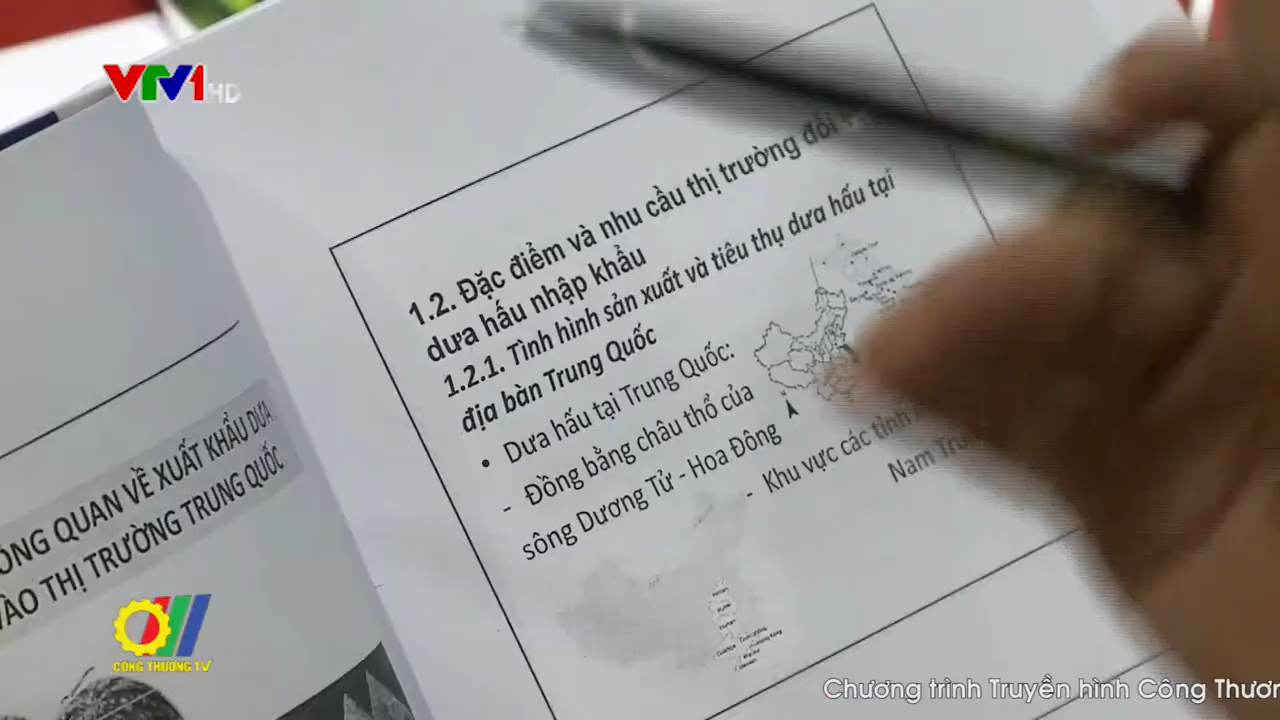 VTV1 HD
1.2. Đặc điểm và nhu cầu thị trường đối
dưa hấu nhập khẩu
1.2.1. Tình hình sản xuất và tiêu thụ dưa hấu tại
địa bàn Trung Quốc
• Dưa hấu tại Trung Quốc:
- Đồng bằng châu thổ của
sông Dương Tử - Hoa Đông
- Khu vực các tỉnh
Nam
QUAN VỀ XUẤT KHẨU DƯA
VÀO THỊ TRƯỜNG TRUNG QUỐC
CÔNG THƯƠNG TV
Chương trình Truyền hình Công Thươn